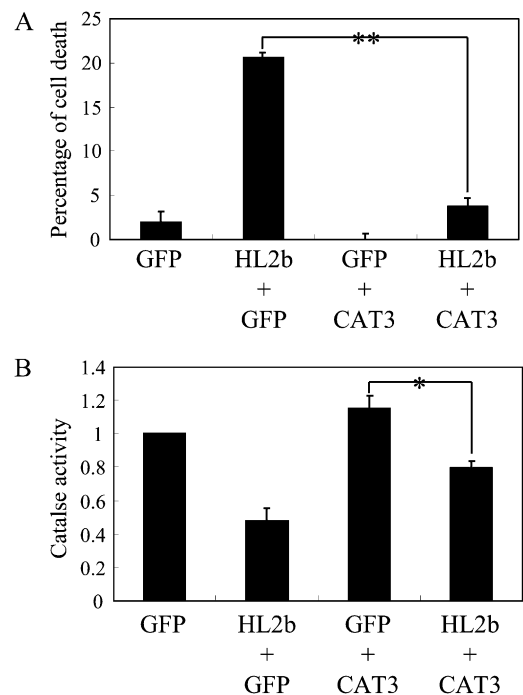 A
25
20
15
10
5
0
Percentage of cell death
**
GFP HL2b GFP HL2b
+ + +
GFP CAT3 CAT3
B
1.4
1.2
1
0.8
0.6
0.4
0.2
0
Catalse activity
*
GFP HL2b GFP HL2b
+ + +
GFP CAT3 CAT3